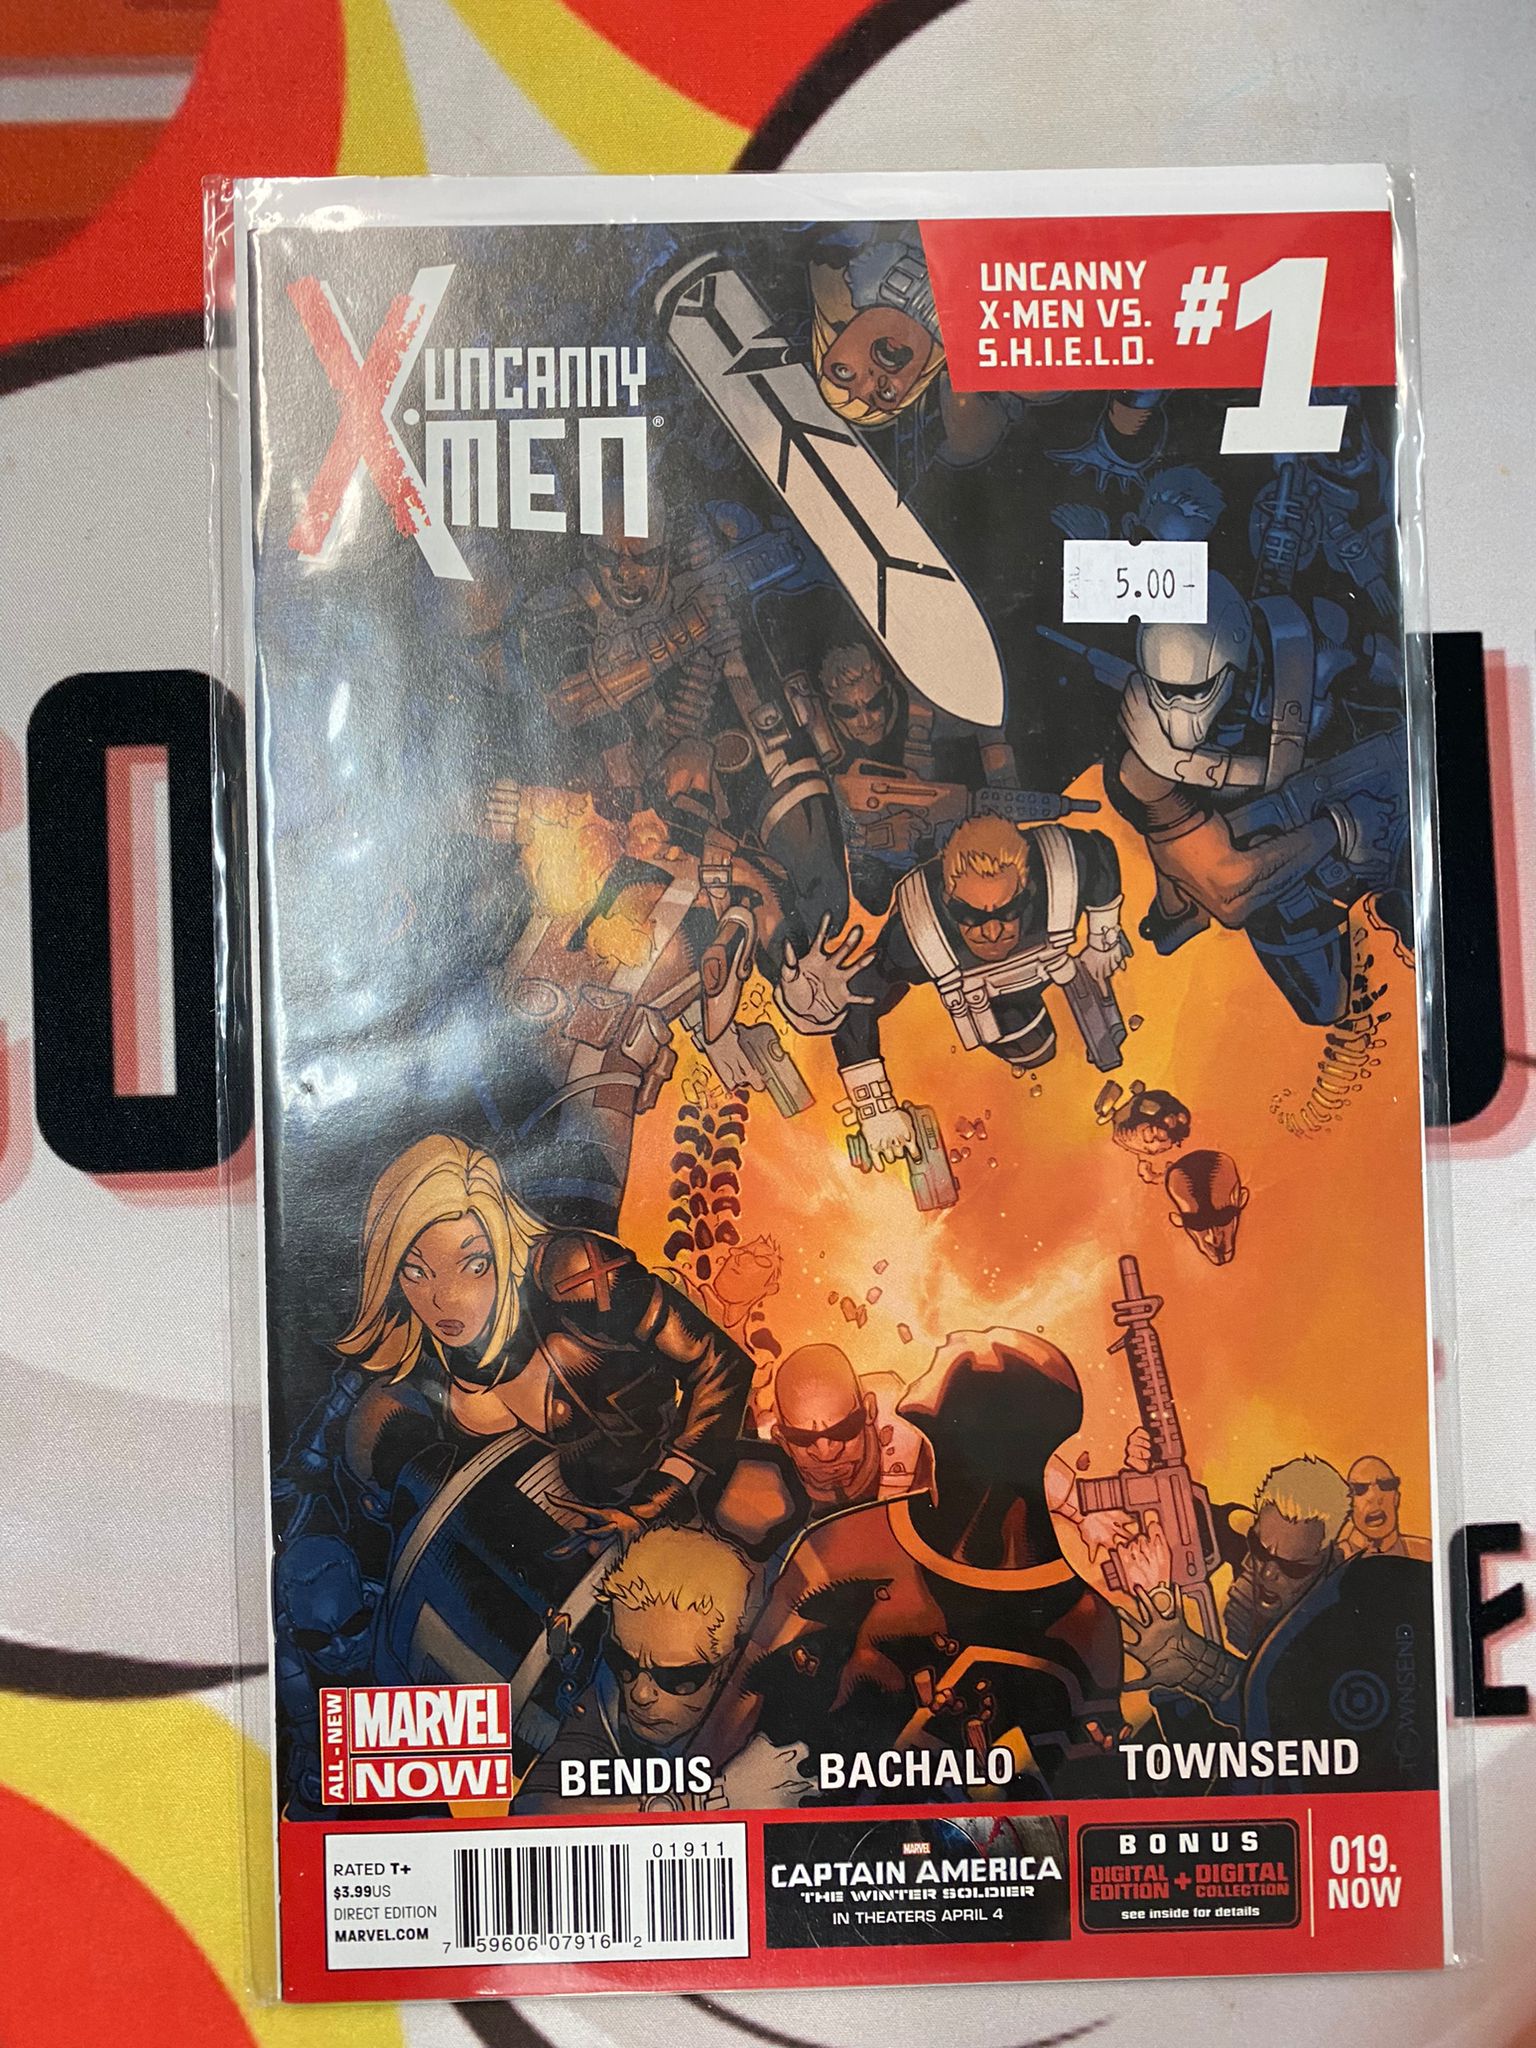 UNCANNY
X-MEN VS.
S.H.I.E.L.D.
#1
UNCANNY
X-MEN®
5.00-
ALL-NEW
MARVEL
NOW!
BENDIS
BACHALO
TOWNSEND
TOWNSEND
RATED T+
$3.99US
DIRECT EDITION
MARVEL.COM
01911
7 59606 07916 2
MARVEL
CAPTAIN AMERICA
THE WINTER SOLDIER
IN THEATERS APRIL 4
BONUS
DIGITAL EDITION + DIGITAL COLLECTION
see inside for details
019.
NOW
E